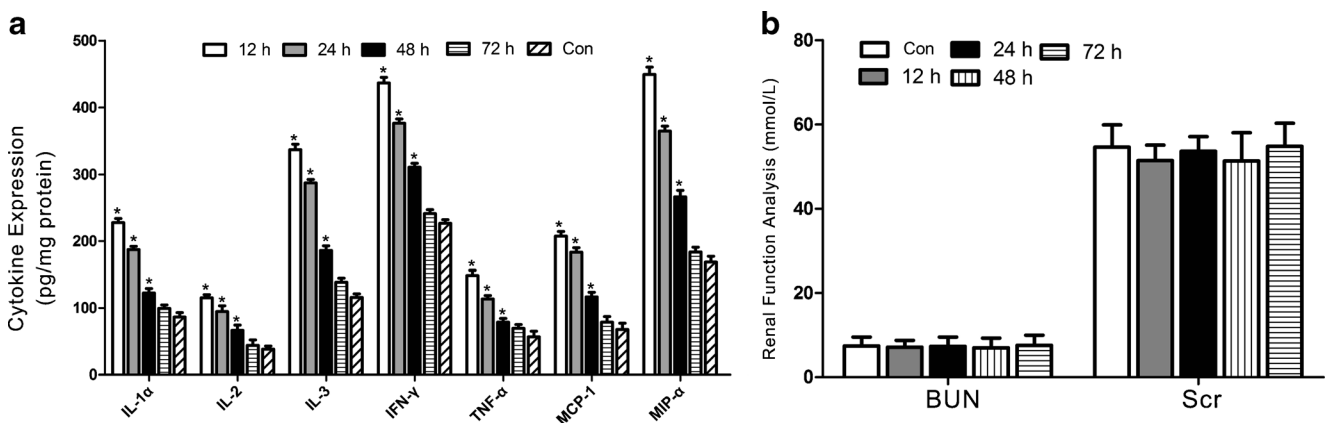 a
Cytokine Expression
(pg/mg protein)
500
400
300
200
100
0
12 h 24 h 48 h 72 h Con
* * * * * * * * * * * * * * * * * * * * *
IL-1α IL-2 IL-3 IFN-γ TNF-α MCP-1 MIP-α
b
Renal Function Analysis (mmol/L)
80
60
40
20
0
Con 24 h 72 h
12 h 48 h
BUN Scr